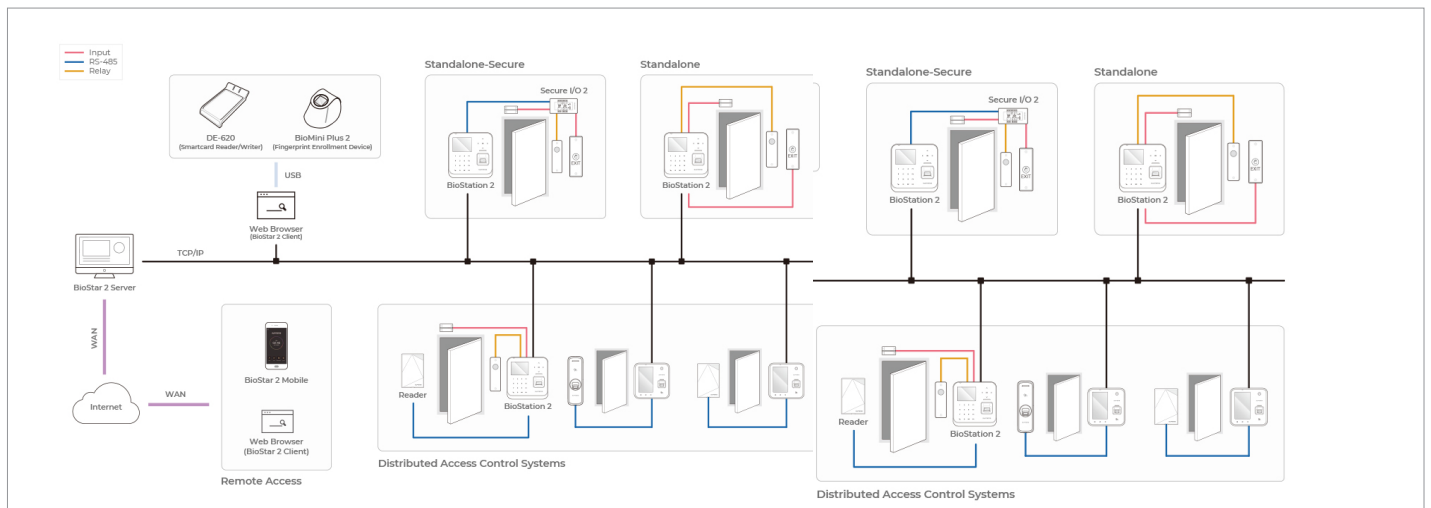 Input
RS-485
Relay
Standalone-Secure
Standalone
Standalone-Secure
Standalone
Secure I/O 2
Secure I/O 2
DE-620
(Smartcard Reader/Writer)
BioMini Plus 2
(Fingerprint Enrollment Device)
EXIT
EXIT
EXIT
EXIT
BioStation 2
BioStation 2
BioStation 2
BioStation 2
USB
Web Browser
(BioStar 2 Client)
TCP/IP
BioStar 2 Server
WAN
BioStar 2 Mobile
WAN
Internet
Web Browser
(BioStar 2 Client)
Remote Access
Reader
BioStation 2
Distributed Access Control Systems
Reader
BioStation 2
Distributed Access Control Systems